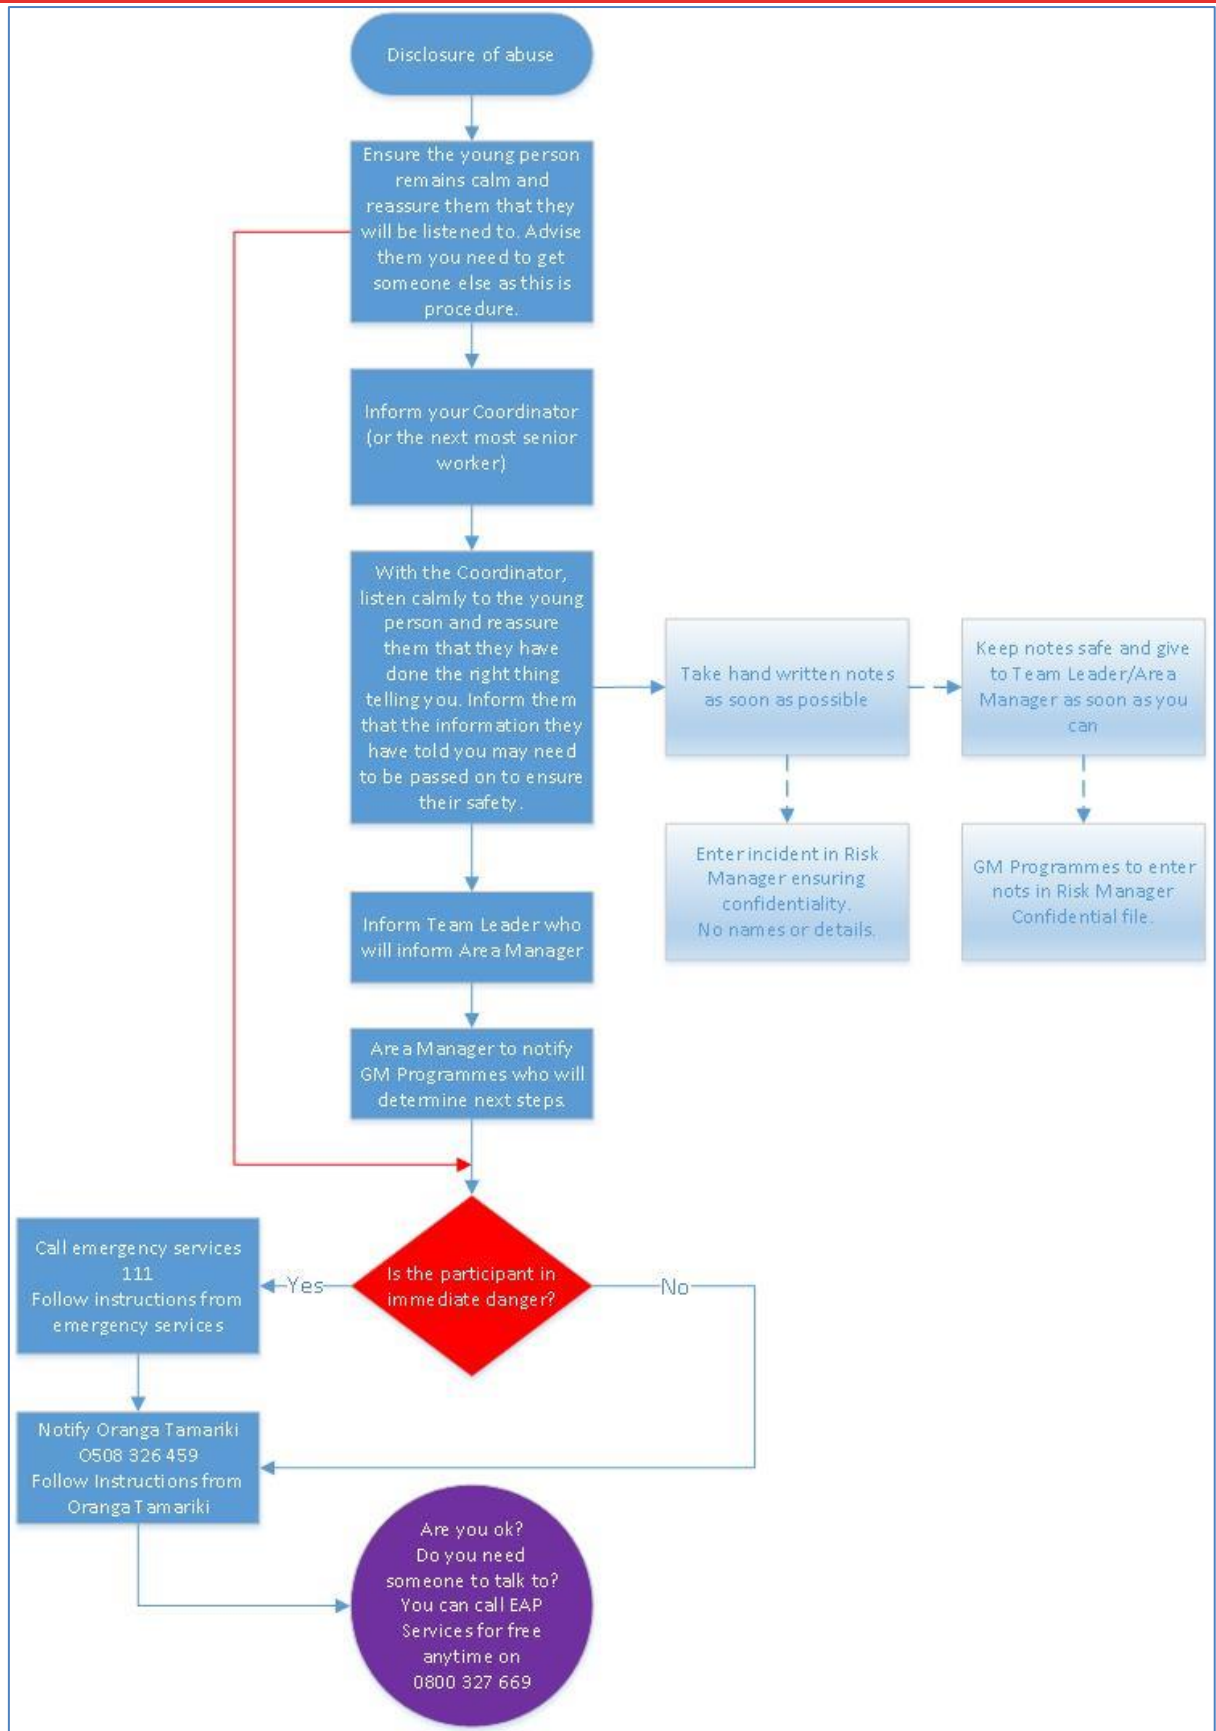 Disclosure of abuse
Ensure the young person
remains calm and
reassure them that they
will be listened to. Advise
them you need to get
someone else as this is
procedure.
Inform your Coordinator
(or the next most senior
worker)
With the Coordinator,
listen calmly to the young
person and reassure
them that they have
done the right thing
telling you. Inform them
that the information they
have told you may need
to be passed on to ensure
their safety.
Take hand written notes
as soon as possible
Keep notes safe and give
to Team Leader/Area
Manager as soon as you
can
Enter incident in Risk
Manager ensuring
confidentiality.
No names or details.
GM Programmes to enter
nots in Risk Manager
Confidential file.
Inform Team Leader who
will inform Area Manager
Area Manager to notify
GM Programmes who will
determine next steps.
Is the participant in
immediate danger?
Yes
No
Call emergency services
111
Follow instructions from
emergency services
Notify Oranga Tamariki
O508 326 459
Follow Instructions from
Oranga Tamariki
Are you ok?
Do you need
someone to talk to?
You can call EAP
Services for free
anytime on
0800 327 669